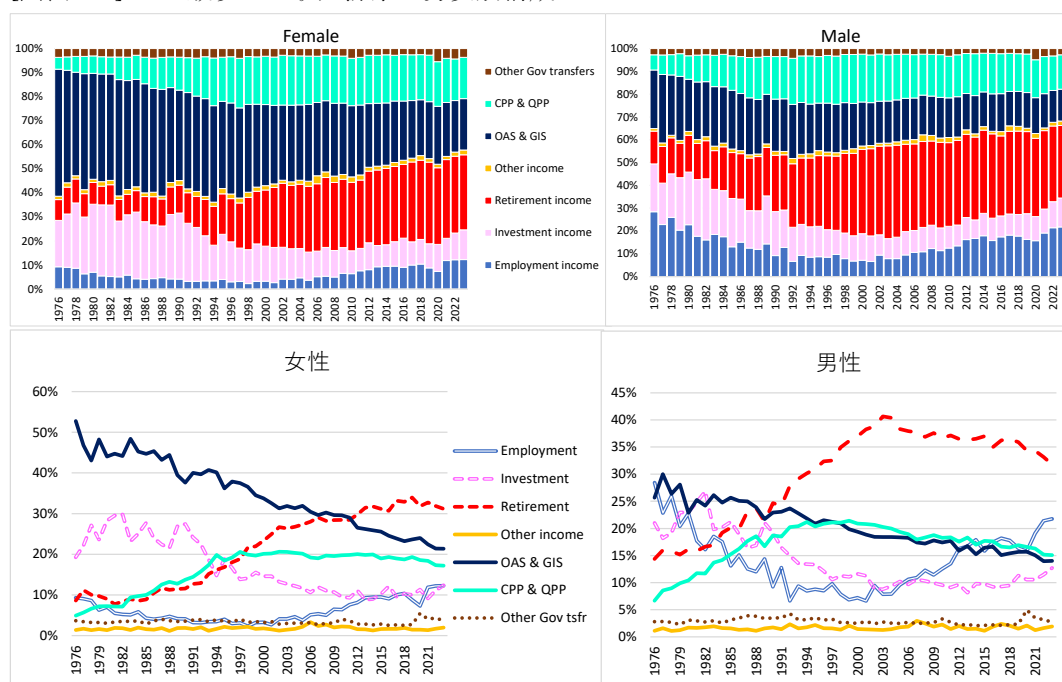 Female
100%
90%
80%
70%
60%
50%
40%
30%
20%
10%
0%
1976 1978 1980 1982 1984 1986 1988 1990 1992 1994 1996 1998 2000 2002 2004 2006 2008 2010 2012 2014 2016 2018 2020 2022
Other Gov transfers
CPP & QPP
OAS & GIS
Other income
Retirement income
Investment income
Employment income
Male
100%
90%
80%
70%
60%
50%
40%
30%
20%
10%
0%
1976 1978 1980 1982 1984 1986 1988 1990 1992 1994 1996 1998 2000 2002 2004 2006 2008 2010 2012 2014 2016 2018 2020 2022
女性
60%
50%
40%
30%
20%
10%
0%
1976 1979 1982 1985 1988 1991 1994 1997 2000 2003 2006 2009 2012 2015 2018 2021
Employment
Investment
Retirement
Other income
OAS & GIS
CPP & QPP
Other Gov tsfr
男性
45%
40%
35%
30%
25%
20%
15%
10%
5%
0%
1976 1979 1982 1985 1988 1991 1994 1997 2000 2003 2006 2009 2012 2015 2018 2021